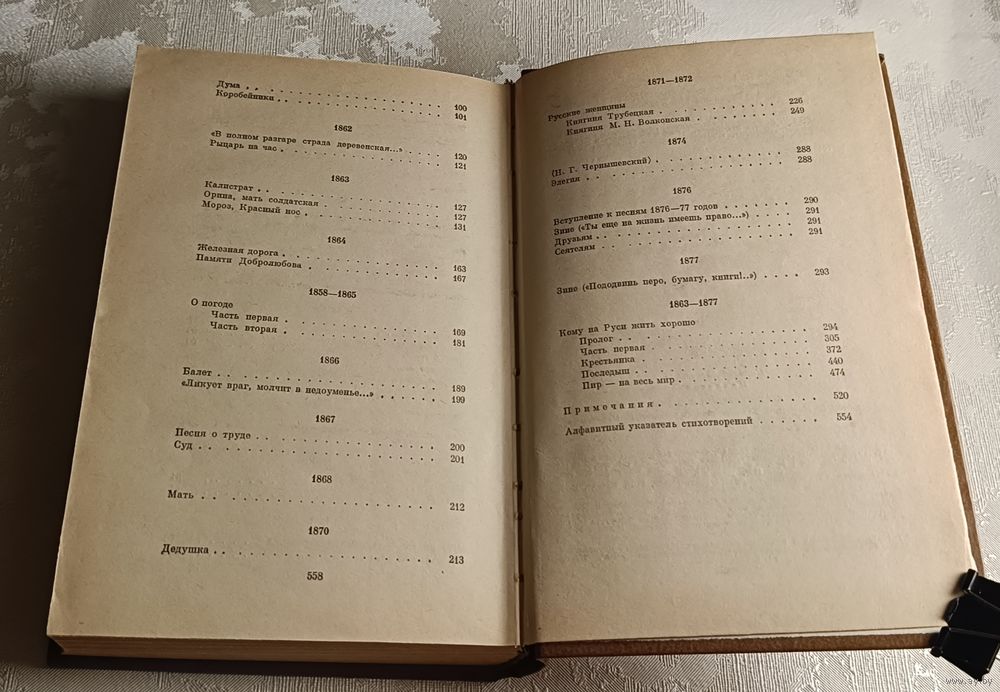 Дума . . . . . . . . . . . . . . . . . . 100
Коробейники . . . . . . . . . . . . . . . 101
1862
«В полном разгаре страда деревенская...» . . . . 120
Рыцарь на час . . . . . . . . . . . . . . 121
1863
Калистрат . . . . . . . . . . . . . . . . 127
Орина, мать солдатская . . . . . . . . . . 127
Мороз, Красный нос . . . . . . . . . . . . 131
1864
Железная дорога . . . . . . . . . . . . . 163
Памяти Добролюбова . . . . . . . . . . . . 167
1858—1865
О погоде
Часть первая . . . . . . . . . . . . . . 169
Часть вторая . . . . . . . . . . . . . . 181
1866
Балет . . . . . . . . . . . . . . . . . . 189
«Ликует враг, молчит в недоуменье...» . . . . . 199
1867
Песня о труде . . . . . . . . . . . . . . 200
Суд . . . . . . . . . . . . . . . . . . . 201
1868
Мать . . . . . . . . . . . . . . . . . . 212
1870
Дедушка . . . . . . . . . . . . . . . . . 213
558
1871—1872
Русские женщины
Княгиня Трубецкая . . . . . . . . . . . 226
Княгиня М. Н. Волконская . . . . . . . . 249
1874
(Н. Г. Чернышевский) . . . . . . . . . . . 288
Элегия . . . . . . . . . . . . . . . . . 288
1876
Вступление к песням 1876—77 годов . . . . . . 290
Зине («Ты еще на жизнь имеешь право...») . . . . 291
Друзьям . . . . . . . . . . . . . . . . . 291
Сеятелям . . . . . . . . . . . . . . . . 291
1877
Зине («Пододвинь перо, бумагу, книги!..») . . . . 293
1863—1877
Кому на Руси жить хорошо
Пролог . . . . . . . . . . . . . . . . 294
Часть первая . . . . . . . . . . . . . . 305
Крестьянка . . . . . . . . . . . . . . 372
Последыш . . . . . . . . . . . . . . . 440
Пир — на весь мир . . . . . . . . . . . 474
Примечания . . . . . . . . . . . . . . . 520
Алфавитный указатель стихотворений . . . . . . 554
www.ay.by